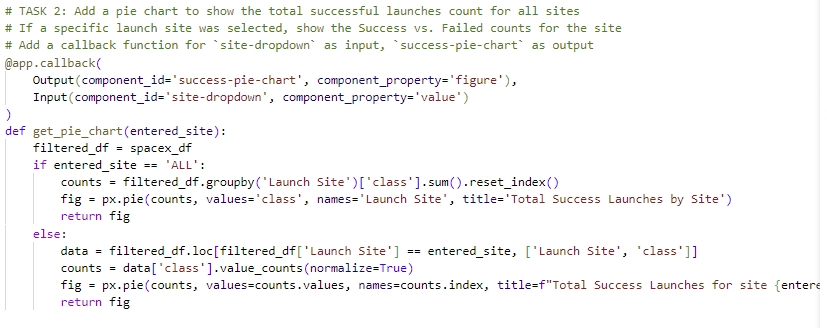 # TASK 2: Add a pie chart to show the total successful launches count for all sites
# If a specific launch site was selected, show the Success vs. Failed counts for the site
# Add a callback function for `site-dropdown` as input, `success-pie-chart` as output
@app.callback(
    Output(component_id='success-pie-chart', component_property='figure'),
    Input(component_id='site-dropdown', component_property='value')
)
def get_pie_chart(entered_site):
    filtered_df = spacex_df
    if entered_site == 'ALL':
        counts = filtered_df.groupby('Launch Site')['class'].sum().reset_index()
        fig = px.pie(counts, values='class', names='Launch Site', title='Total Success Launches by Site')
        return fig
    else:
        data = filtered_df.loc[filtered_df['Launch Site'] == entered_site, ['Launch Site', 'class']]
        counts = data['class'].value_counts(normalize=True)
        fig = px.pie(counts, values=counts.values, names=counts.index, title=f"Total Success Launches for site {entere
        return fig